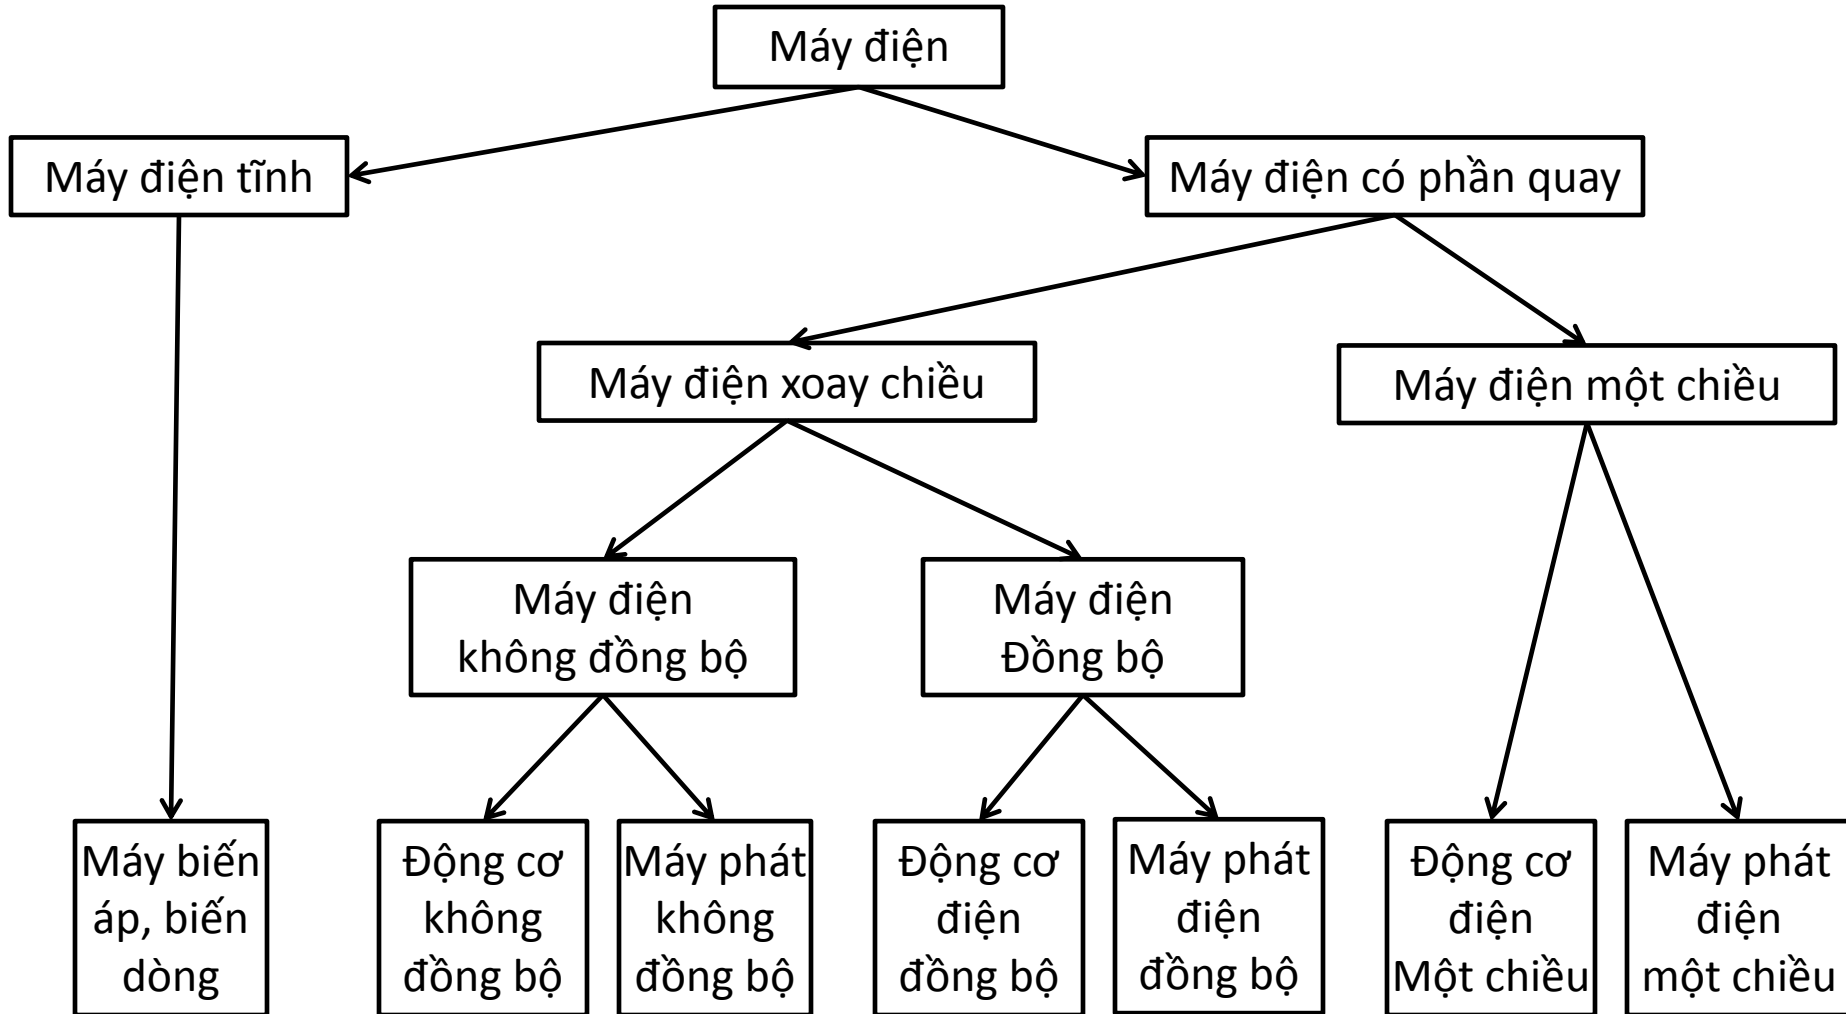 Máy điện
Máy điện tĩnh
Máy điện có phần quay
Máy điện xoay chiều
Máy điện một chiều
Máy điện
không đồng bộ
Máy điện
Đồng bộ
Máy biến
áp, biến
dòng
Động cơ
không
đồng bộ
Máy phát
không
đồng bộ
Động cơ
điện
đồng bộ
Máy phát
điện
đồng bộ
Động cơ
điện
Một chiều
Máy phát
điện
một chiều